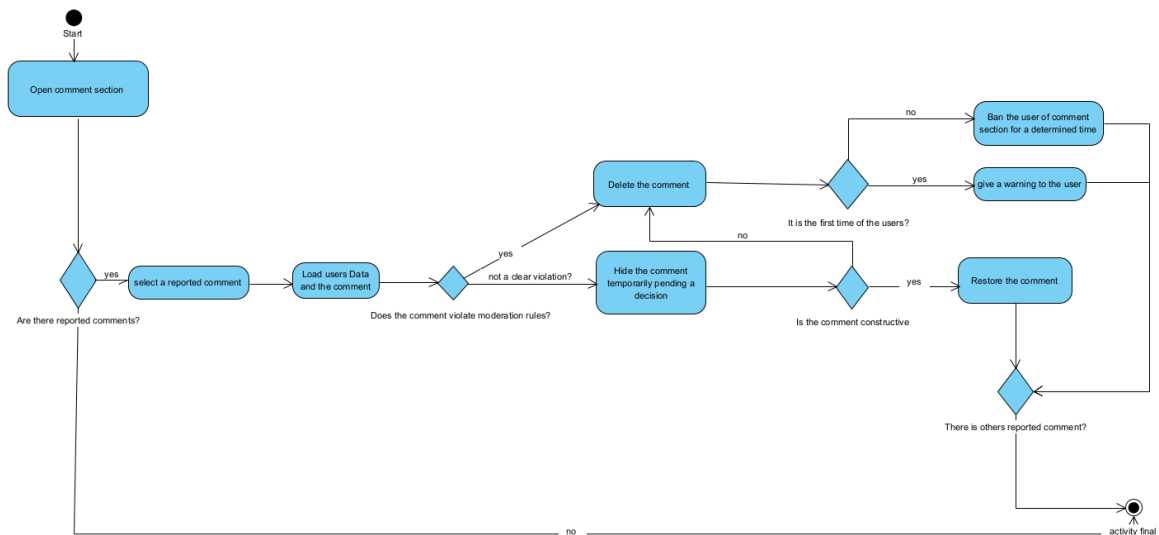 Start
Open comment section
no
Ban the user of comment
section for a determined time
Delete the comment
yes
give a warning to the user
It is the first time of the users?
yes
no
yes
select a reported comment
Load users Data
and the comment
not a clear violation?
Hide the comment
temporarily pending a
decision
yes
Restore the comment
Are there reported comments?
Does the comment violate moderation rules?
Is the comment constructive
There is others reported comment?
no
activity final